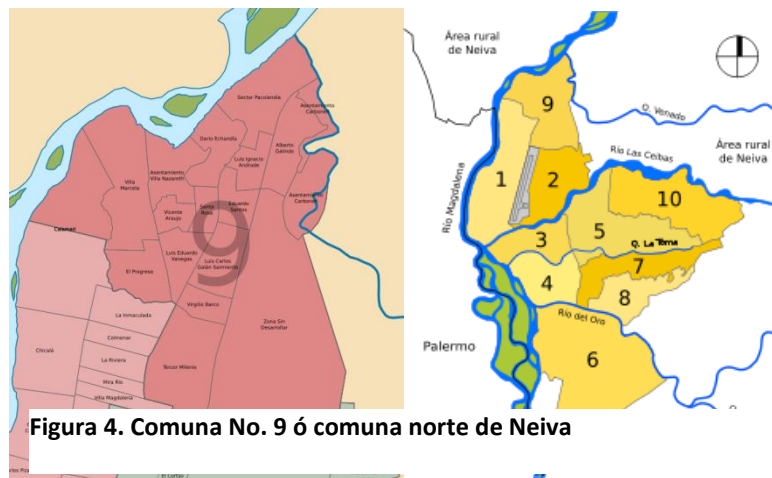 Sector Pacolandia
Asentamiento
Carbonell
Darío Echandía
Alberto
Galindo
Luis Ignacio
Andrade
Villa
Marcela
Asentamiento
Villa Nazareth
Asentamiento
Carbonell
Santa
Rosa
Eduardo
Santos
Vicente
Araujo
9
Calamarí
Luis Eduardo
Vanegas
Luis Carlos
Galán Sarmiento
El Progreso
Virgilio Barco
Zona Sin
Desarrollar
La Inmaculada
Colmenar
Chicalá
La Riviera
Mira Río
Tercer Milenio
Villa Magdalena
El Cortijo
Área rural
de Neiva
9
Q. Venado
Río Las Ceibas
Área rural
de Neiva
Río Magdalena
1
2
10
3
5
Q. La Toma
7
4
8
Río del Oro
Palermo
6
Figura 4. Comuna No. 9 ó comuna norte de Neiva